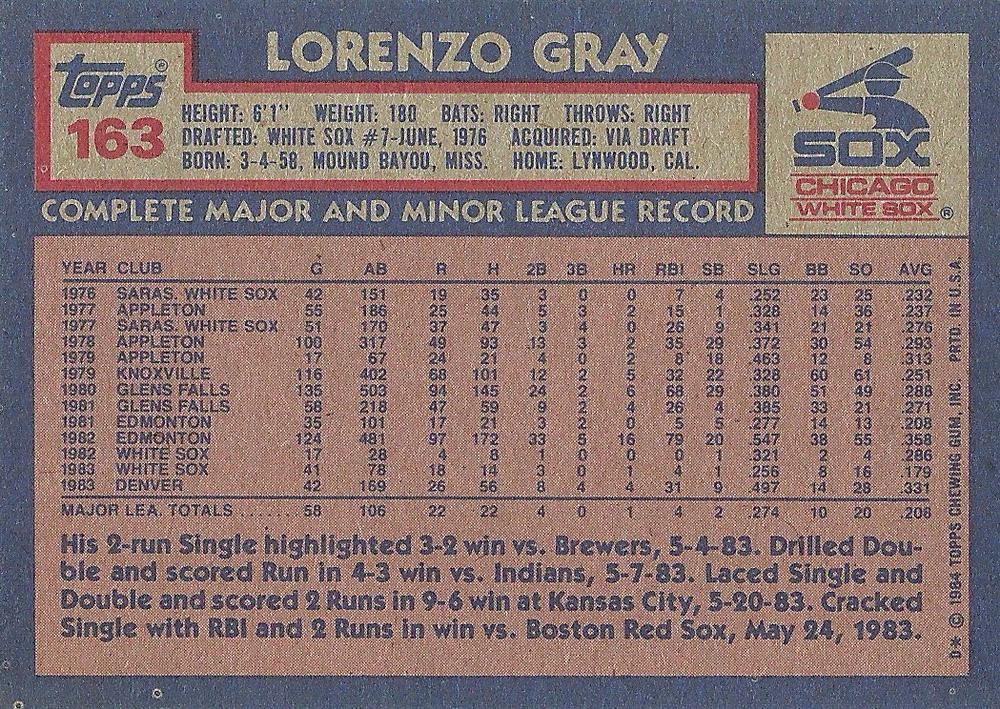 LORENZO GRAY
Topps®
163
HEIGHT: 6'1" WEIGHT: 180 BATS: RIGHT THROWS: RIGHT
DRAFTED: WHITE SOX #7-JUNE, 1976 ACQUIRED: VIA DRAFT
BORN: 3-4-58, MOUND BAYOU, MISS. HOME: LYNWOOD, CAL.
SOX
CHICAGO
WHITE SOX ®
COMPLETE MAJOR AND MINOR LEAGUE RECORD
YEAR CLUB G AB R H 2B 3B HR RBI SB SLG BB SO AVG
1976 SARAS. WHITE SOX 42 151 19 35 3 0 0 7 4 .252 23 25 .232
1977 APPLETON 55 186 25 44 5 3 2 15 1 .328 14 36 .237
1977 SARAS. WHITE SOX 51 170 37 47 3 4 0 26 9 .341 21 21 .276
1978 APPLETON 100 317 49 93 13 3 2 35 29 .372 30 54 .293
1979 APPLETON 17 67 24 21 4 0 2 8 18 .463 12 8 .313
1979 KNOXVILLE 116 402 68 101 12 2 5 32 22 .328 60 61 .251
1980 GLENS FALLS 135 503 94 145 24 2 6 68 29 .380 51 49 .288
1981 GLENS FALLS 58 218 47 59 9 2 4 26 4 .385 33 21 .271
1981 EDMONTON 35 101 17 21 3 2 0 5 5 .277 14 13 .208
1982 EDMONTON 124 481 97 172 33 5 16 79 20 .547 38 55 .358
1982 WHITE SOX 17 28 4 8 1 0 0 0 1 .321 2 4 .286
1983 WHITE SOX 41 78 18 14 3 0 1 4 1 .256 8 16 .179
1983 DENVER 42 169 26 56 8 4 4 31 9 .497 14 28 .331
MAJOR LEA. TOTALS ...... 58 106 22 22 4 0 1 4 2 .274 10 20 .208
His 2-run Single highlighted 3-2 win vs. Brewers, 5-4-83. Drilled Dou-
ble and scored Run in 4-3 win vs. Indians, 5-7-83. Laced Single and
Double and scored 2 Runs in 9-6 win at Kansas City, 5-20-83. Cracked
Single with RBI and 2 Runs in win vs. Boston Red Sox, May 24, 1983.
D* © 1984 TOPPS CHEWING GUM, INC. PRTD. IN U.S.A.